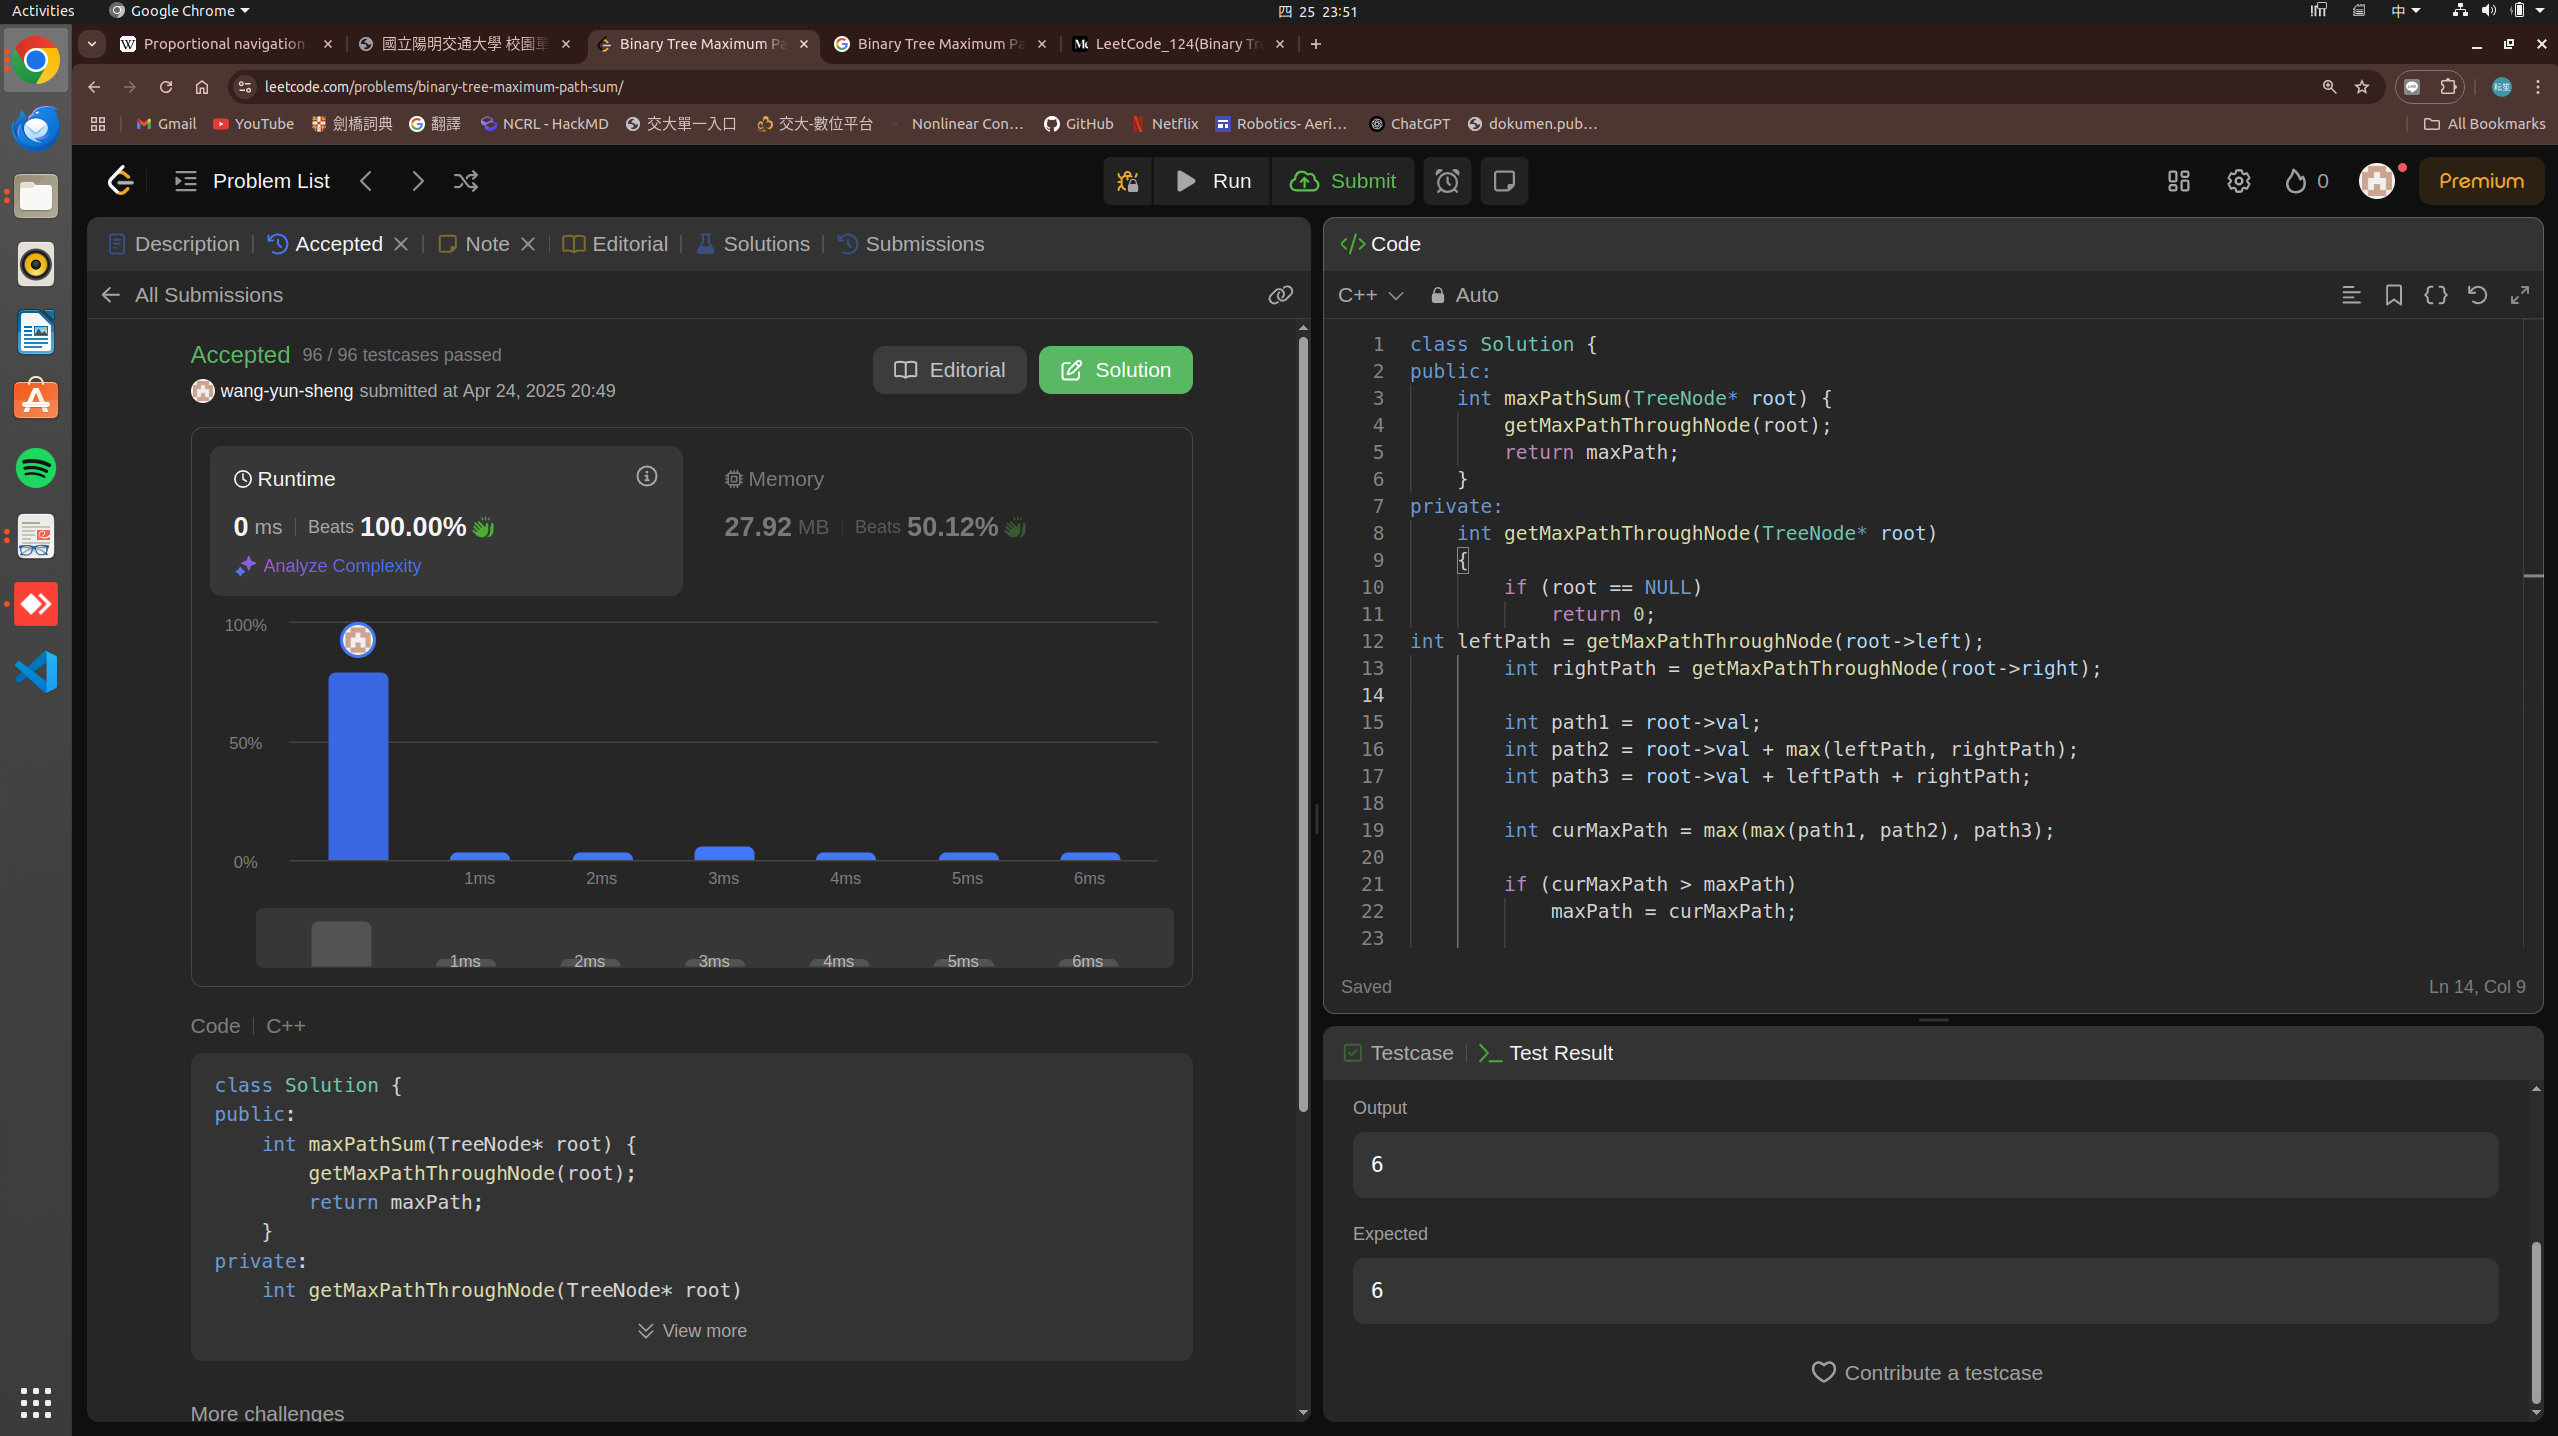 Activities
Google Chrome
四 25 23:51
中
Proportional navigation
國立陽明交通大學 校園單
Binary Tree Maximum Pa
Binary Tree Maximum Pa
LeetCode_124(Binary Tre
leetcode.com/problems/binary-tree-maximum-path-sum/
Gmail
YouTube
劍橋詞典
翻譯
NCRL - HackMD
交大單一入口
交大-數位平台
Nonlinear Con...
GitHub
Netflix
Robotics- Aeri...
ChatGPT
dokumen.pub...
All Bookmarks
Problem List
Run
Submit
0
Premium
Description
Accepted
Note
Editorial
Solutions
Submissions
All Submissions
Accepted 96 / 96 testcases passed
wang-yun-sheng submitted at Apr 24, 2025 20:49
Editorial
Solution
Runtime
0 ms | Beats 100.00%
Analyze Complexity
Memory
27.92 MB | Beats 50.12%
100%
50%
0%
1ms
2ms
3ms
4ms
5ms
6ms
1ms
2ms
3ms
4ms
5ms
6ms
Code | C++
class Solution {
public:
    int maxPathSum(TreeNode* root) {
        getMaxPathThroughNode(root);
        return maxPath;
    }
private:
    int getMaxPathThroughNode(TreeNode* root)
View more
More challenges
Code
C++
Auto
1 class Solution {
2 public:
3     int maxPathSum(TreeNode* root) {
4         getMaxPathThroughNode(root);
5         return maxPath;
6     }
7 private:
8     int getMaxPathThroughNode(TreeNode* root)
9     {
10         if (root == NULL)
11             return 0;
12 int leftPath = getMaxPathThroughNode(root->left);
13         int rightPath = getMaxPathThroughNode(root->right);
14
15         int path1 = root->val;
16         int path2 = root->val + max(leftPath, rightPath);
17         int path3 = root->val + leftPath + rightPath;
18
19         int curMaxPath = max(max(path1, path2), path3);
20
21         if (curMaxPath > maxPath)
22             maxPath = curMaxPath;
23
Saved
Ln 14, Col 9
Testcase
Test Result
Output
6
Expected
6
Contribute a testcase